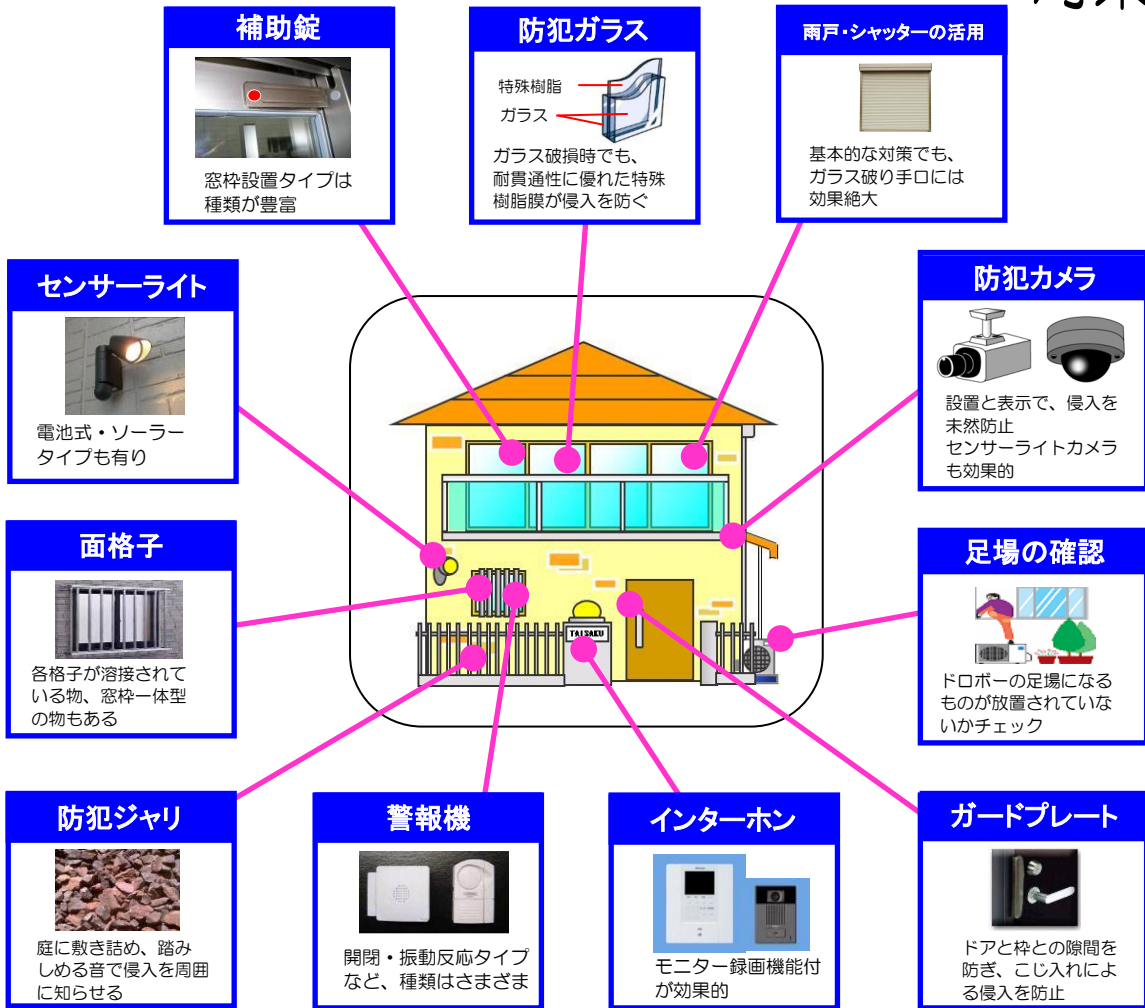 補助錠
窓枠設置タイプは
種類が豊富
防犯ガラス
特殊樹脂
ガラス
ガラス破損時でも、
耐貫通性に優れた特殊
樹脂膜が侵入を防ぐ
雨戸・シャッターの活用
基本的な対策でも、
ガラス破り手口には
効果絶大
センサーライト
電池式・ソーラー
タイプも有り
防犯カメラ
設置と表示で、侵入を
未然防止
センサーライトカメラ
も効果的
面格子
各格子が溶接されて
いる物、窓枠一体型
の物もある
足場の確認
ドロボーの足場になる
ものが放置されていな
いかチェック
TAISAKU
防犯ジャリ
庭に敷き詰め、踏み
しめる音で侵入を周囲
に知らせる
警報機
開閉・振動反応タイプ
など、種類はさまざま
インターホン
モニター録画機能付
が効果的
ガードプレート
ドアと枠との隙間を
防ぎ、こじ入れによ
る侵入を防止